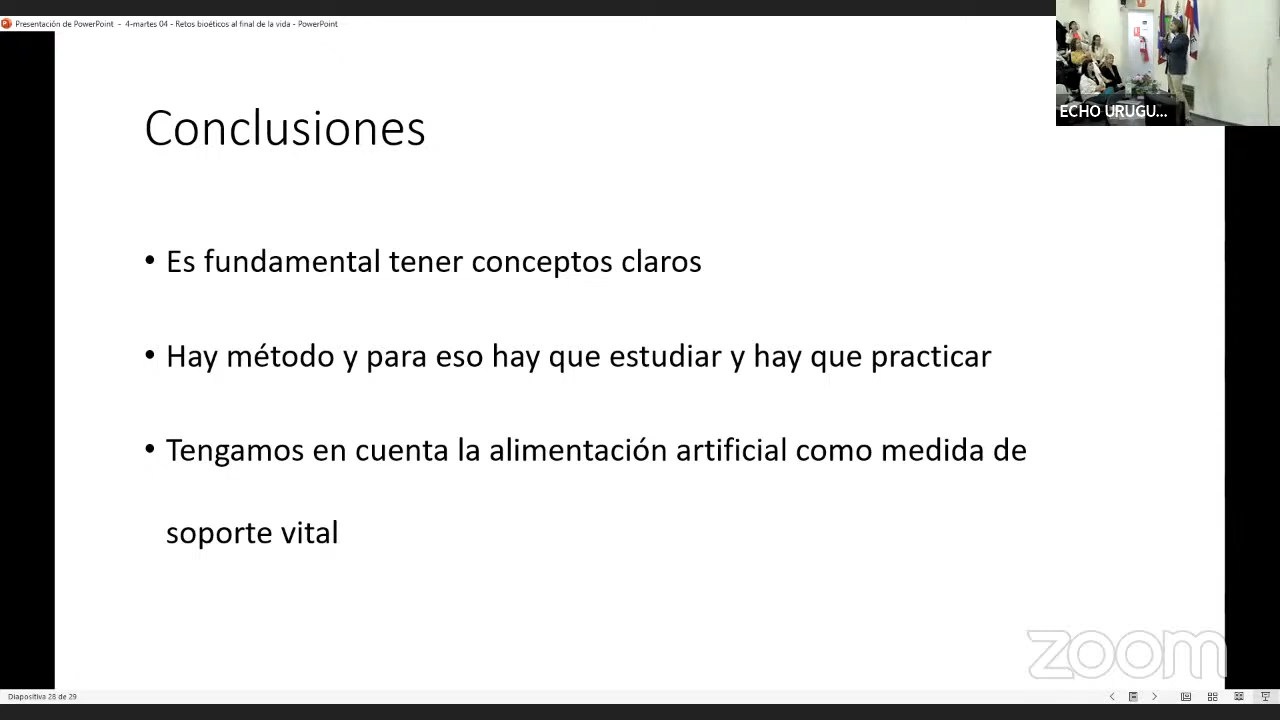 Presentación de PowerPoint - 4-martes 04 - Retos bioéticos al final de la vida - PowerPoint
ECHO URUGU...
Conclusiones
• Es fundamental tener conceptos claros
• Hay método y para eso hay que estudiar y hay que practicar
• Tengamos en cuenta la alimentación artificial como medida de
soporte vital
zoom
Diapositiva 28 de 29